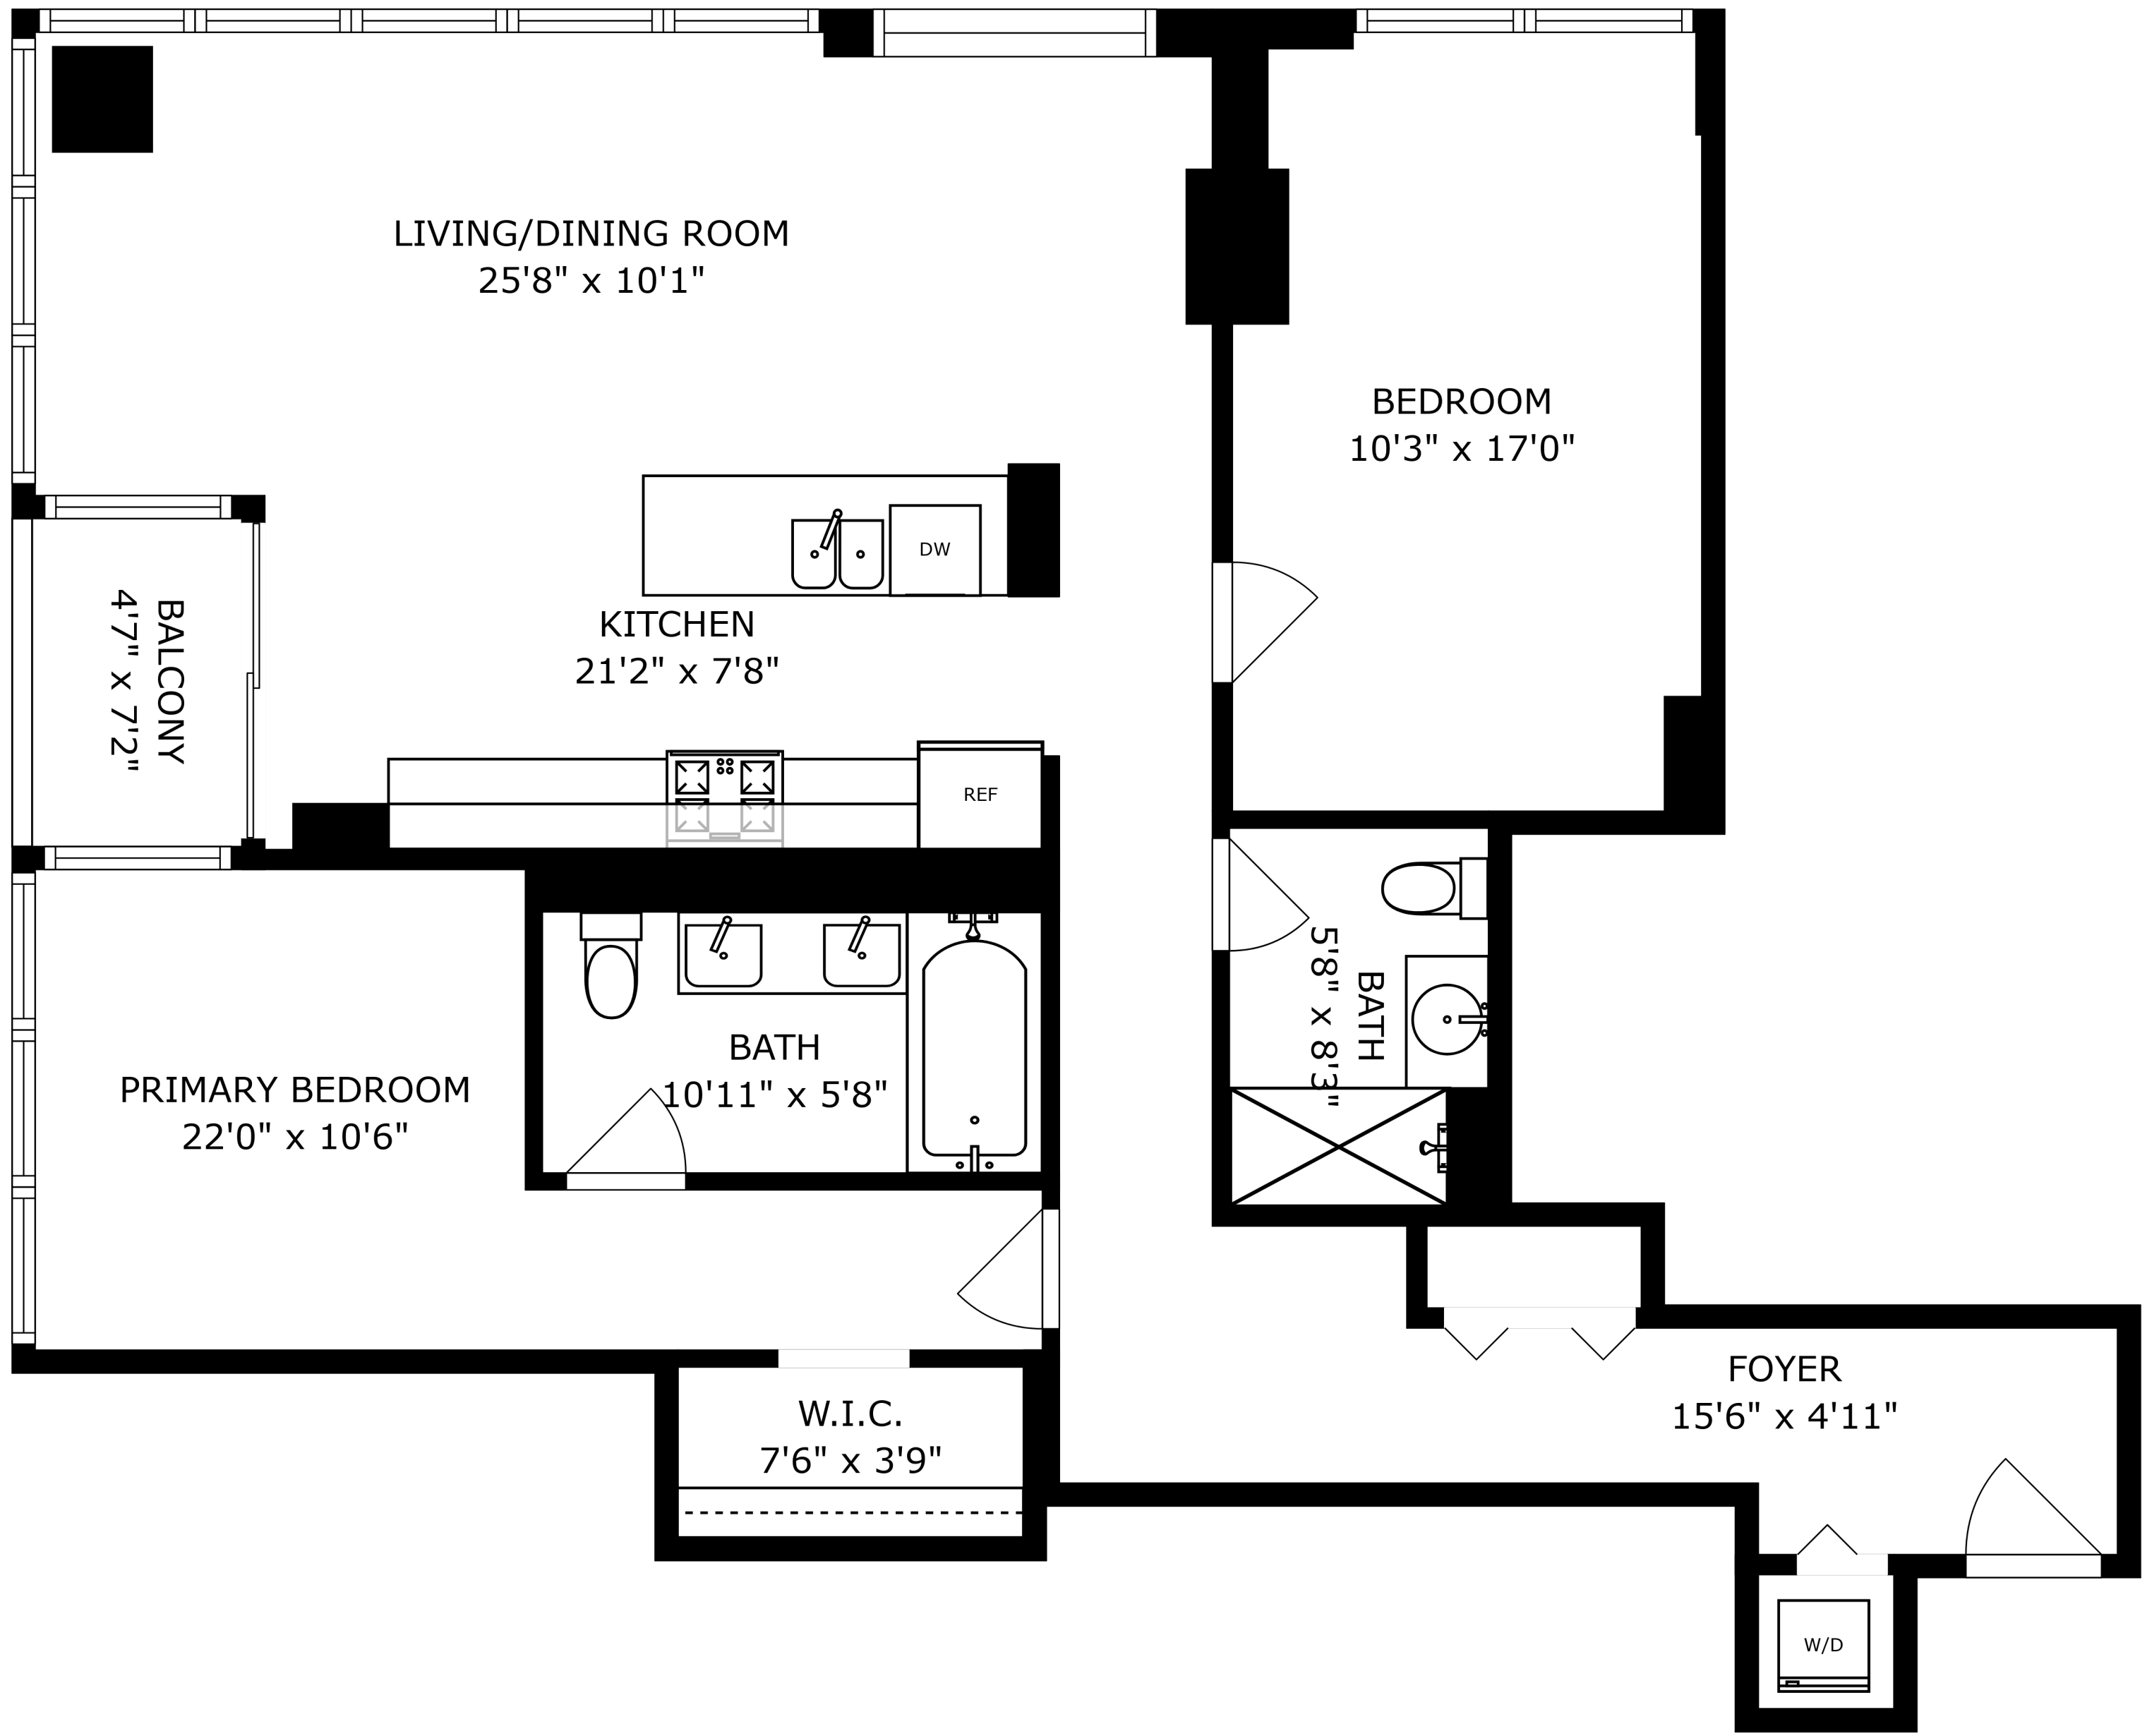 LIVING/DINING ROOM
25'8" x 10'1"
BEDROOM
10'3" x 17'0"
DW
KITCHEN
21'2" x 7'8"
BALCONY
4'7" x 7'2"
REF
BATH
10'11" x 5'8"
BATH
5'8" x 8'3"
PRIMARY BEDROOM
22'0" x 10'6"
W.I.C.
7'6" x 3'9"
FOYER
15'6" x 4'11"
W/D